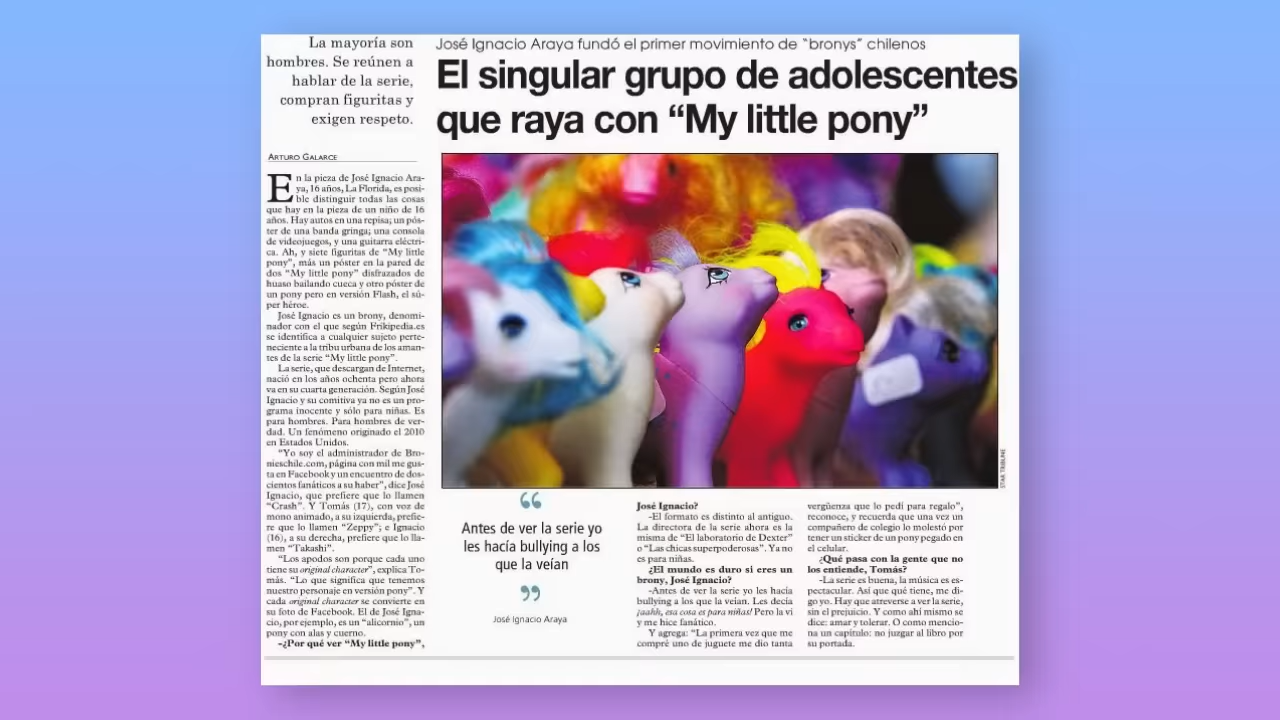 La mayoría son
hombres. Se reúnen a
hablar de la serie,
compran figuritas y
exigen respeto.
José Ignacio Araya fundó el primer movimiento de "bronys" chilenos
El singular grupo de adolescentes
que raya con “My little pony”
ARTURO GALARCE
En la pieza de José Ignacio Ara-
ya, 16 años, La Florida, es posi-
ble distinguir todas las cosas
que hay en la pieza de un niño de 16
años. Hay autos en una repisa; un pós-
ter de una banda gringa; una consola
de videojuegos, y una guitarra eléctri-
ca. Ah, y siete figuritas de “My little
pony”, más un póster en la pared de
dos “My little pony” disfrazados de
huaso bailando cueca y otro póster de
un pony pero en versión Flash, el sú-
per héroe.
José Ignacio es un brony, denomi-
nador con el que según Frikipedia.es
se identifica a cualquier sujeto perte-
neciente a la tribu urbana de los aman-
tes de la serie “My little pony”.
La serie, que descargan de Internet,
nació en los años ochenta pero ahora
va en su cuarta generación. Según José
Ignacio y su comitiva ya no es un pro-
grama inocente y sólo para niñas. Es
para hombres. Para hombres de ver-
dad. Un fenómeno originado el 2010
en Estados Unidos.
“Yo soy el administrador de Bro-
nieschile.com, página con mil me gus-
ta en Facebook y un encuentro de dos-
cientos fanáticos a su haber”, dice José
Ignacio, que prefiere que lo llamen
“Crash”. Y Tomás (17), con voz de
mono animado, a su izquierda, prefie-
re que lo llamen “Zeppy”; e Ignacio
(16), a su derecha, prefiere que lo lla-
men “Takashi”.
“Los apodos son porque cada uno
tiene su original character”, explica To-
más. “Lo que significa que tenemos
nuestro personaje en versión pony”. Y
cada original character se convierte en
su foto de Facebook. El de José Igna-
cio, por ejemplo, es un “alicornio”, un
pony con alas y cuerno.
-¿Por qué ver “My little pony”,
STAR TRIBUNE
“
Antes de ver la serie yo
les hacía bullying a los
que la veían
”
José Ignacio Araya
José Ignacio?
-El formato es distinto al antiguo.
La directora de la serie ahora es la
misma de “El laboratorio de Dexter”
o “Las chicas superpoderosas”. Ya no
es para niñas.
¿El mundo es duro si eres un
brony, José Ignacio?
-Antes de ver la serie yo les hacía
bullying a los que la veían. Les decía
¡aahh, esa cosa es para niñas! Pero la vi
y me hice fanático.
Y agrega: “La primera vez que me
compré uno de juguete me dio tanta
vergüenza que lo pedí para regalo”,
reconoce, y recuerda que una vez un
compañero de colegio lo molestó por
tener un sticker de un pony pegado en
el celular.
¿Qué pasa con la gente que no
los entiende, Tomás?
-La serie es buena, la música es es-
pectacular. Así que qué tiene, me di-
go yo. Hay que atreverse a ver la serie,
sin el prejuicio. Y como ahí mismo se
dice: amar y tolerar. O como mencio-
na un capítulo: no juzgar al libro por
su portada.